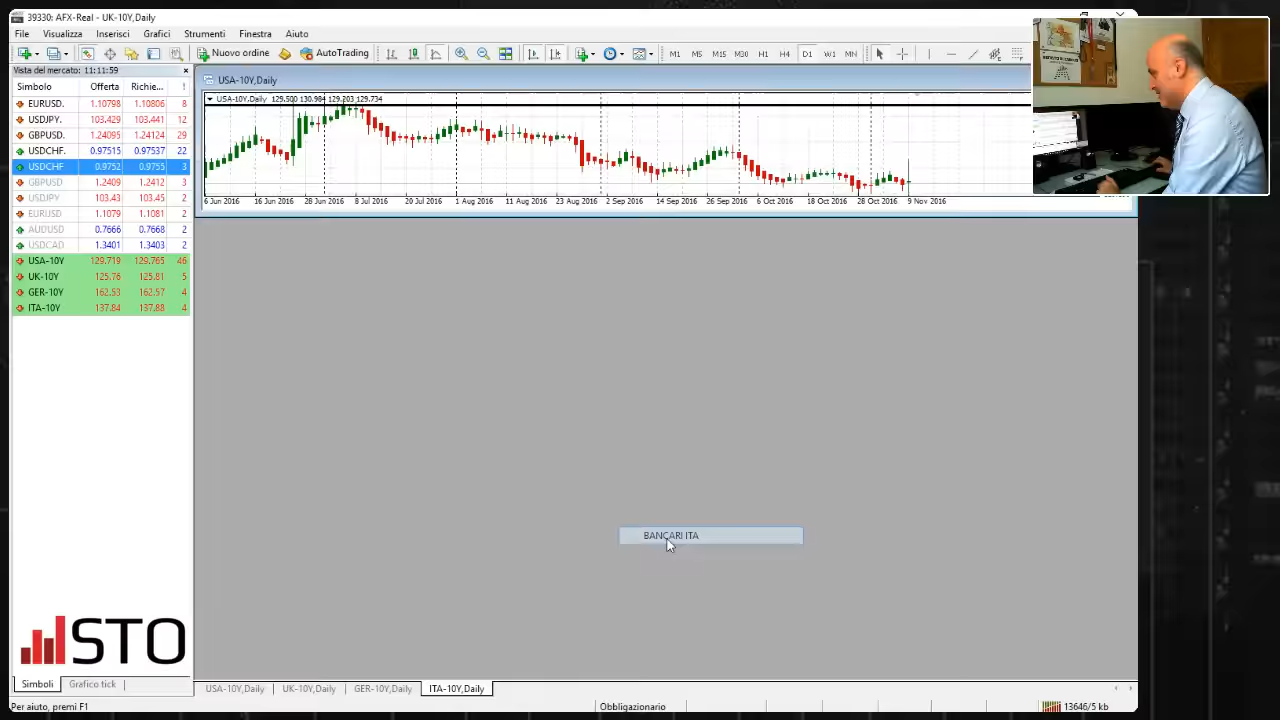 39330: AFX-Real - UK-10Y,Daily
File Visualizza Inserisci Grafici Strumenti Finestra Aiuto
Nuovo ordine AutoTrading M1 M5 M15 M30 H1 H4 D1 W1 MN
Vista del mercato: 11:11:59
Simbolo Offerta Richie... !
EURUSD. 1.10798 1.10806 8
USDJPY. 103.429 103.441 12
GBPUSD. 1.24095 1.24124 29
USDCHF. 0.97515 0.97537 22
USDCHF 0.9752 0.9755 3
GBPUSD 1.2409 1.2412 3
USDJPY 103.43 103.45 2
EURUSD 1.1079 1.1081 2
AUDUSD 0.7666 0.7668 2
USDCAD 1.3401 1.3403 2
USA-10Y 129.719 129.765 46
UK-10Y 125.76 125.81 5
GER-10Y 162.53 162.57 4
ITA-10Y 137.84 137.88 4
USA-10Y,Daily
USA-10Y,Daily 129.500 130.984 129.203 129.734
6 Jun 2016 16 Jun 2016 28 Jun 2016 8 Jul 2016 20 Jul 2016 1 Aug 2016 11 Aug 2016 23 Aug 2016 2 Sep 2016 14 Sep 2016 26 Sep 2016 6 Oct 2016 18 Oct 2016 28 Oct 2016 9 Nov 2016
BANCARI ITA
STO
Simboli Grafico tick
USA-10Y,Daily UK-10Y,Daily GER-10Y,Daily ITA-10Y,Daily
Per aiuto, premi F1 Obbligazionario 13646/5 kb